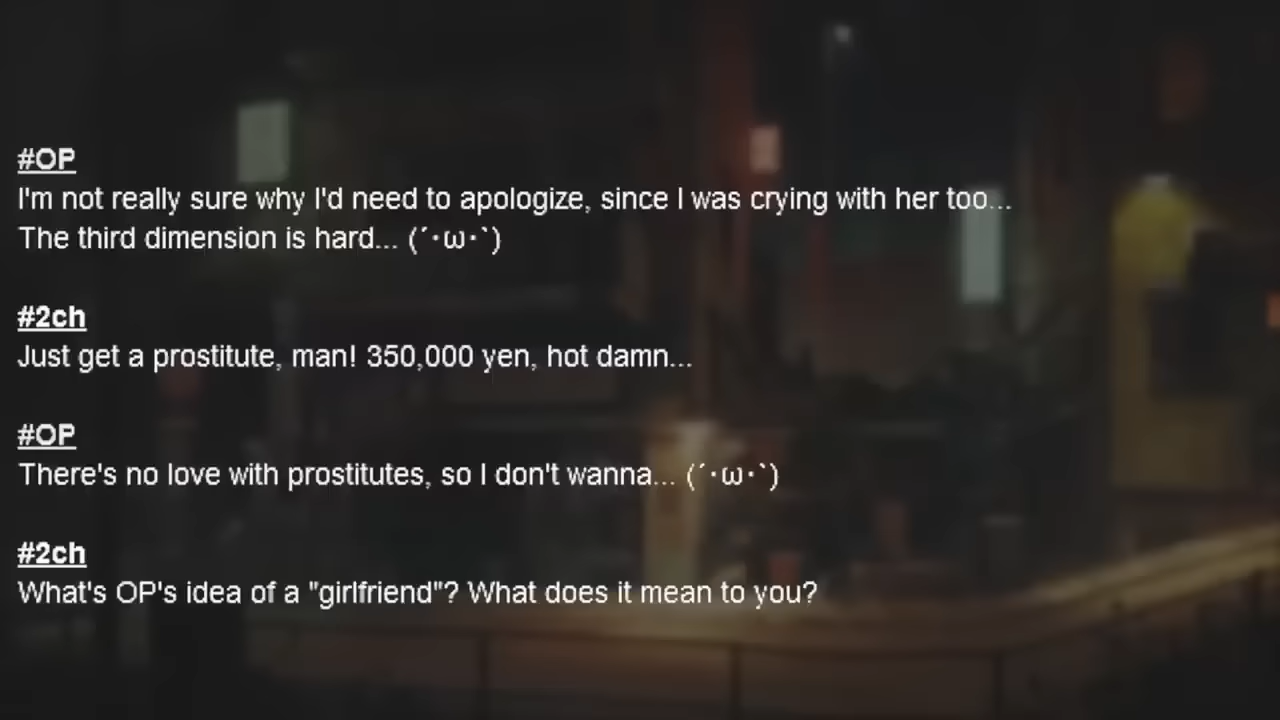 #OP
I'm not really sure why I'd need to apologize, since I was crying with her too...
The third dimension is hard... (´･ω･`)
#2ch
Just get a prostitute, man! 350,000 yen, hot damn...
#OP
There's no love with prostitutes, so I don't wanna... (´･ω･`)
#2ch
What's OP's idea of a "girlfriend"? What does it mean to you?